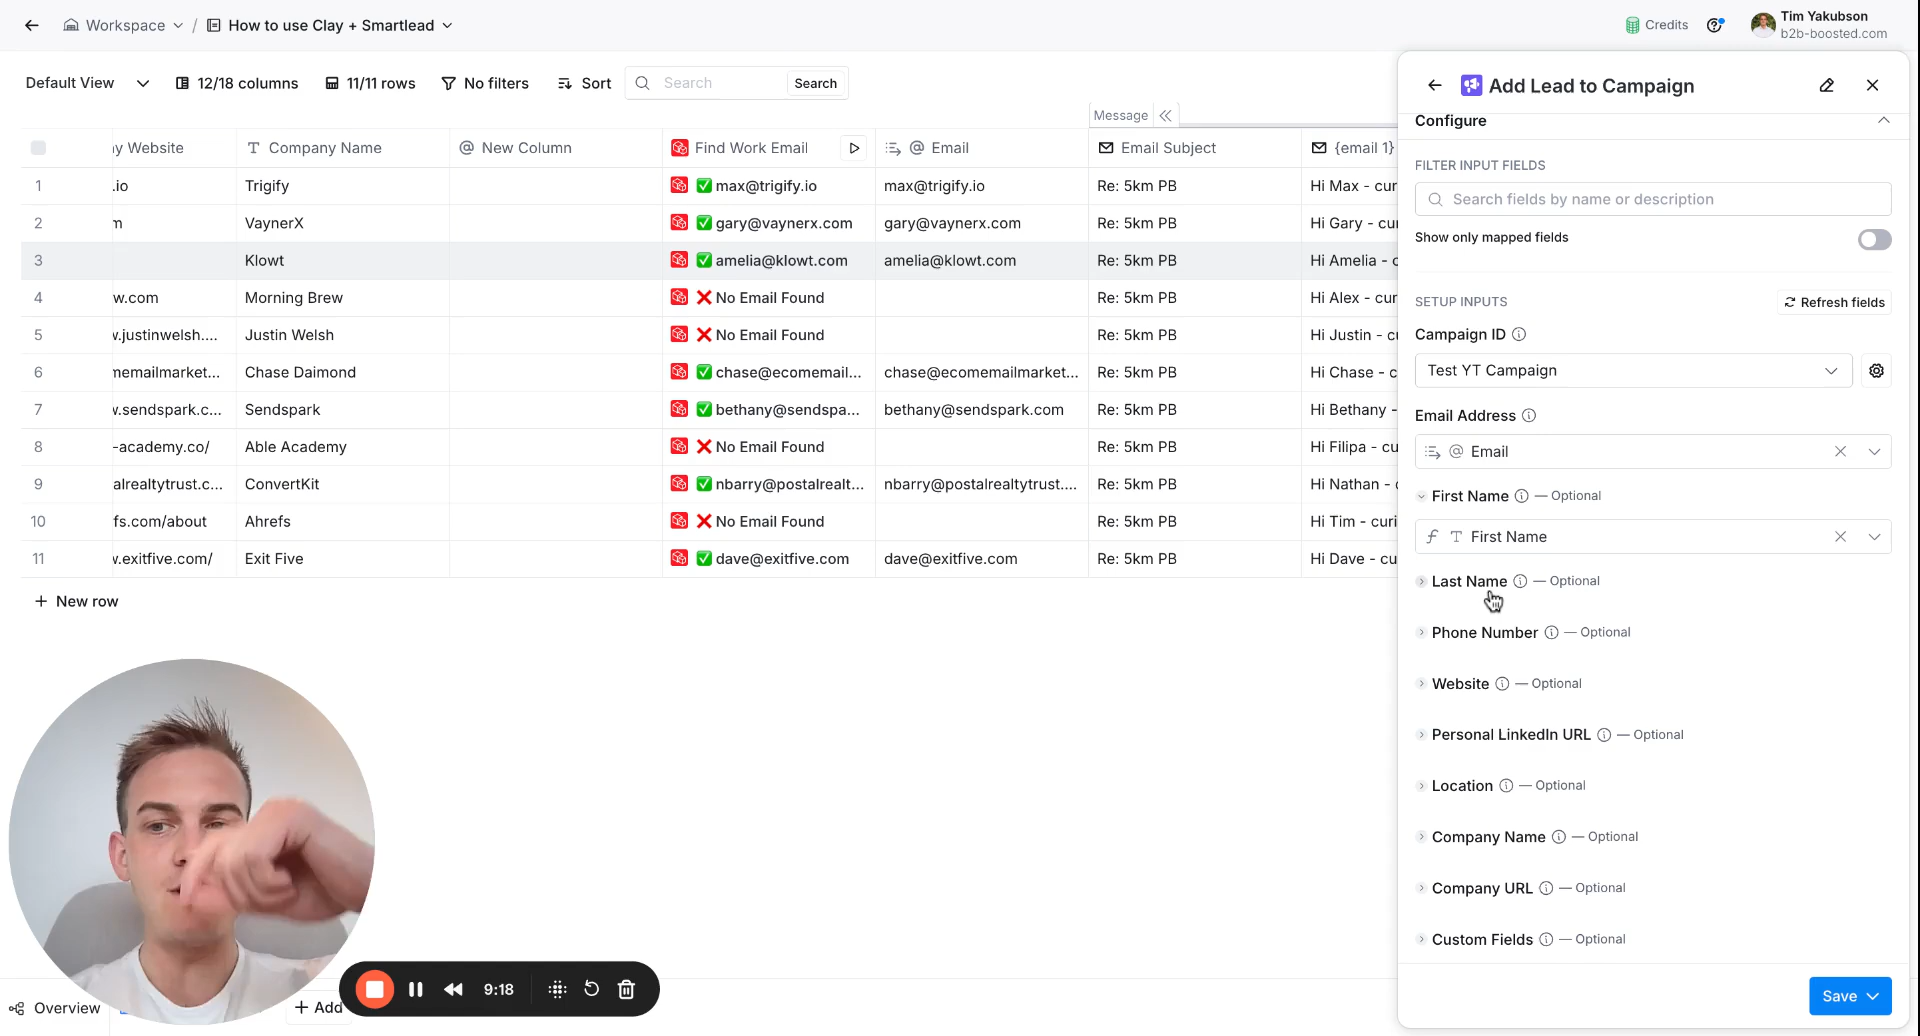 Workspace / How to use Clay + Smartlead
Credits
Tim Yakubson
b2b-boosted.com
Default View 12/18 columns 11/11 rows No filters Sort Search Search
Message
y Website Company Name New Column Find Work Email Email Email Subject {email 1}
1 .io Trigify max@trigify.io max@trigify.io Re: 5km PB Hi Max - cur
2 m VaynerX gary@vaynerx.com gary@vaynerx.com Re: 5km PB Hi Gary - cur
3 Klowt amelia@klowt.com amelia@klowt.com Re: 5km PB Hi Amelia - c
4 w.com Morning Brew No Email Found Re: 5km PB Hi Alex - cur
5 v.justinwelsh.... Justin Welsh No Email Found Re: 5km PB Hi Justin - c
6 nemailmarket... Chase Daimond chase@ecomemail... chase@ecomemailmarket... Re: 5km PB Hi Chase - c
7 v.sendspark.c... Sendspark bethany@sendspa... bethany@sendspark.com Re: 5km PB Hi Bethany -
8 -academy.co/ Able Academy No Email Found Re: 5km PB Hi Filipa - cu
9 alrealtytrust.c... ConvertKit nbarry@postalrealt... nbarry@postalrealtytrust.... Re: 5km PB Hi Nathan -
10 fs.com/about Ahrefs No Email Found Re: 5km PB Hi Tim - curi
11 v.exitfive.com/ Exit Five dave@exitfive.com dave@exitfive.com Re: 5km PB Hi Dave - cu
+ New row
Add Lead to Campaign
Configure
FILTER INPUT FIELDS
Search fields by name or description
Show only mapped fields
SETUP INPUTS Refresh fields
Campaign ID
Test YT Campaign
Email Address
Email
First Name — Optional
First Name
Last Name — Optional
Phone Number — Optional
Website — Optional
Personal LinkedIn URL — Optional
Location — Optional
Company Name — Optional
Company URL — Optional
Custom Fields — Optional
Save
9:18
Overview + Add